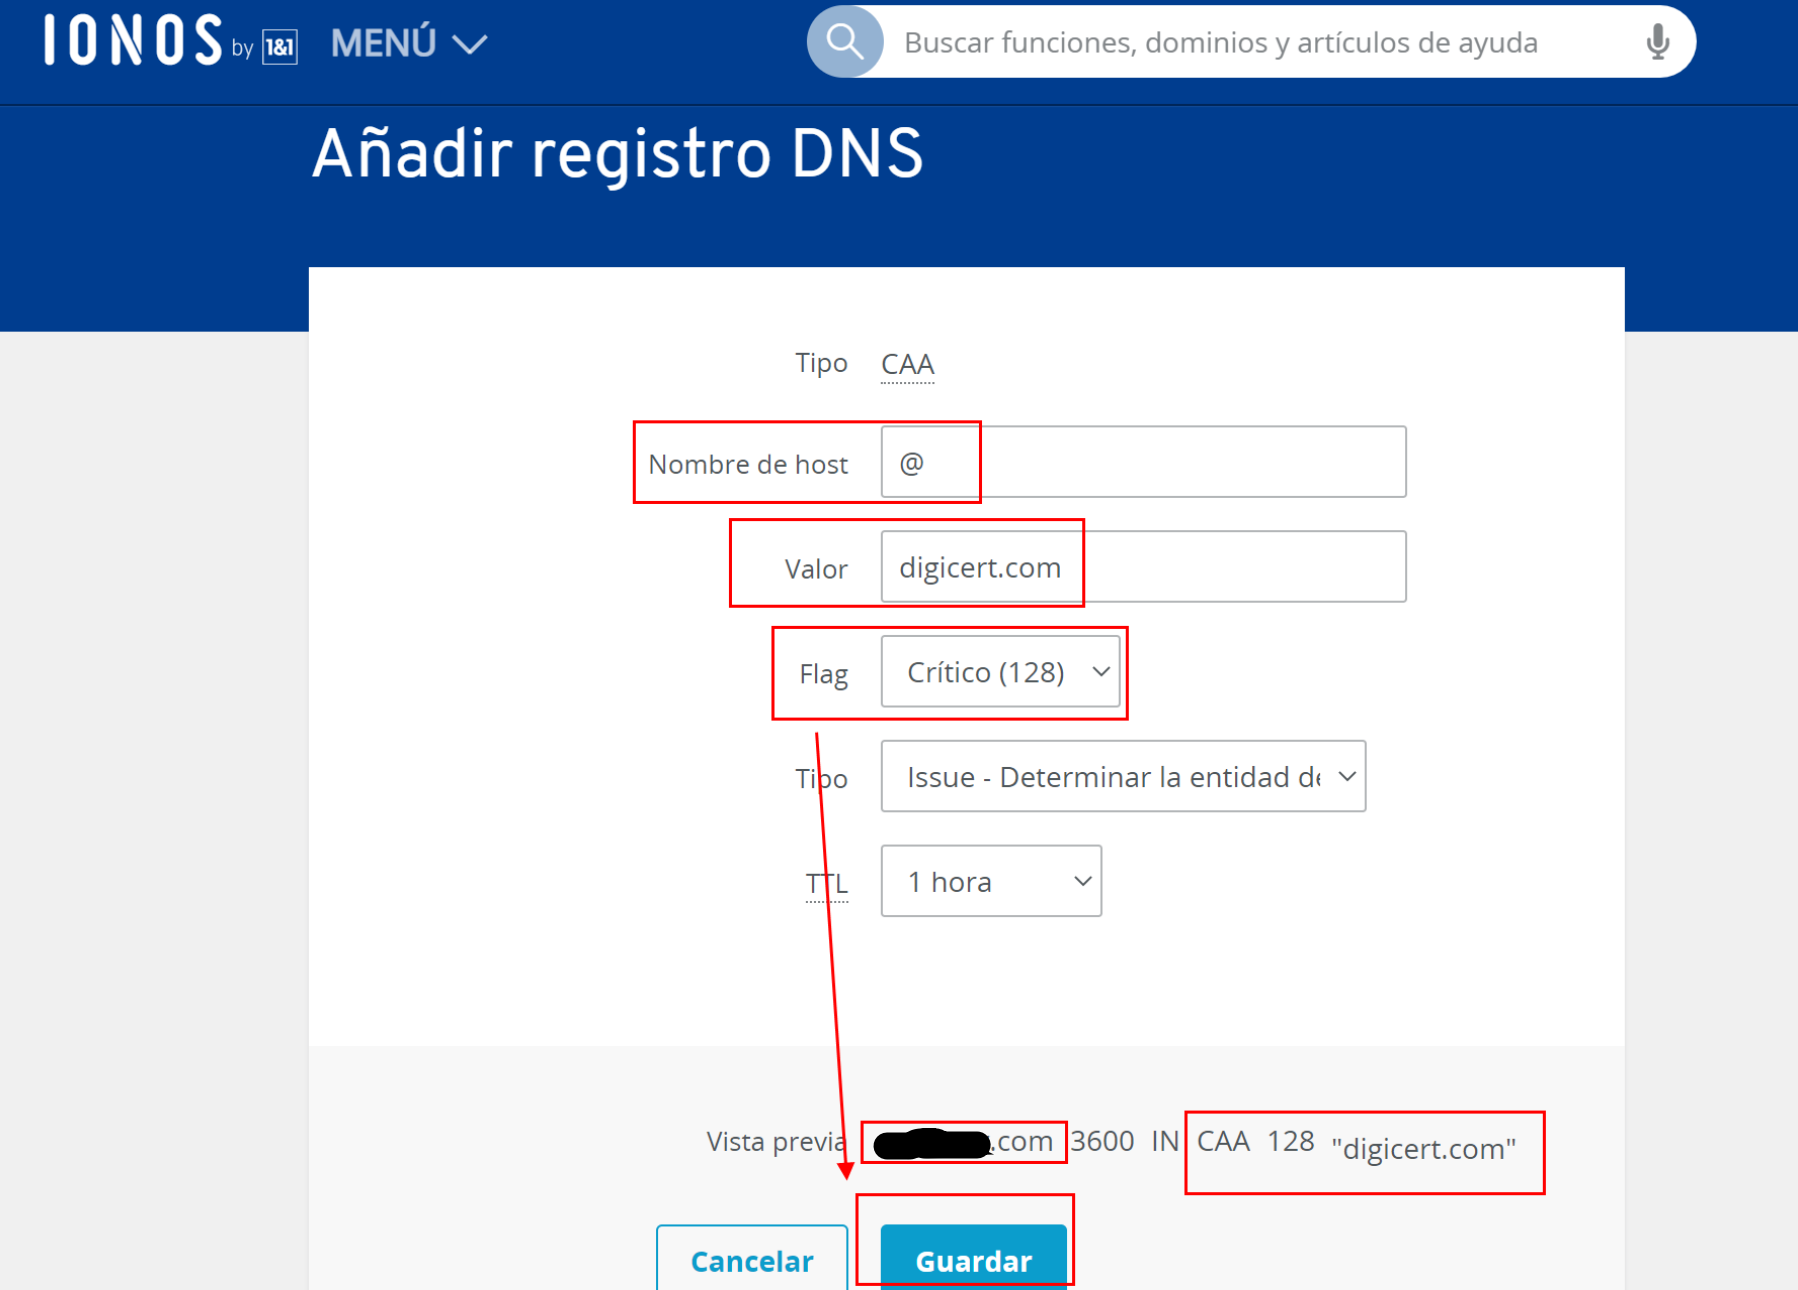 IONOS by 1&1 MENÚ
Buscar funciones, dominios y artículos de ayuda
Añadir registro DNS
Tipo CAA
Nombre de host @
Valor digicert.com
Flag Crítico (128)
Tipo Issue - Determinar la entidad de
TTL 1 hora
Vista previa .com 3600 IN CAA 128 "digicert.com"
Cancelar Guardar